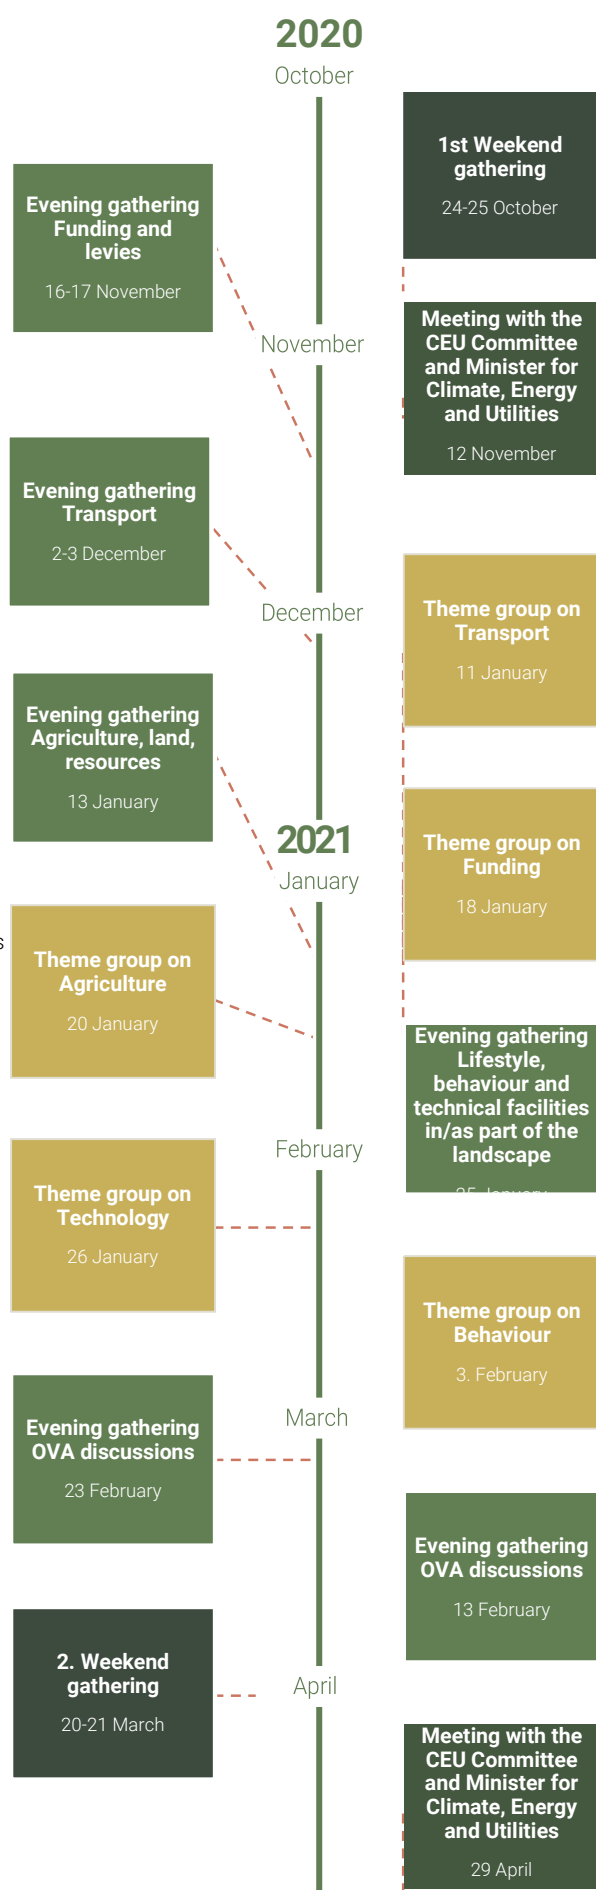 2020
October
1st Weekend
gathering
24-25 October
Evening gathering
Funding and
levies
16-17 November
Meeting with the
CEU Committee
and Minister for
Climate, Energy
and Utilities
12 November
November
Evening gathering
Transport
2-3 December
December
Theme group on
Transport
11 January
Evening gathering
Agriculture, land,
resources
13 January
2021
January
Theme group on
Funding
18 January
s
Theme group on
Agriculture
20 January
Evening gathering
Lifestyle,
behaviour and
technical facilities
in/as part of the
landscape
25 January
February
Theme group on
Technology
26 January
Theme group on
Behaviour
3. February
March
Evening gathering
OVA discussions
23 February
Evening gathering
OVA discussions
13 February
2. Weekend
gathering
20-21 March
April
Meeting with the
CEU Committee
and Minister for
Climate, Energy
and Utilities
29 April